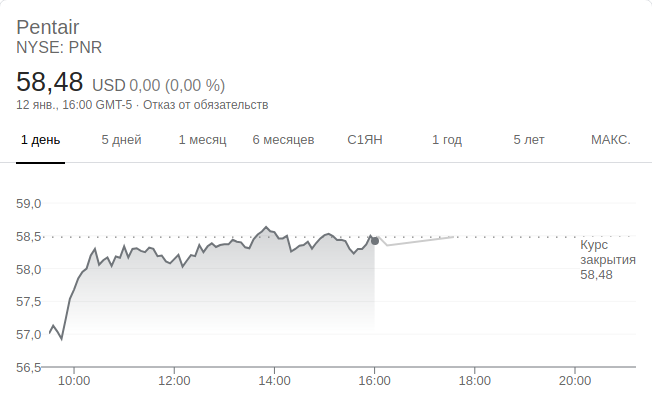 Pentair
NYSE: PNR
58,48 USD 0,00 (0,00 %)
12 янв., 16:00 GMT-5 · Отказ от обязательств
1 день 5 дней 1 месяц 6 месяцев С1ЯН 1 год 5 лет МАКС.
59,0
58,5
Курс
закрытия
58,48
58,0
57,5
57,0
56,5
10:00 12:00 14:00 16:00 18:00 20:00